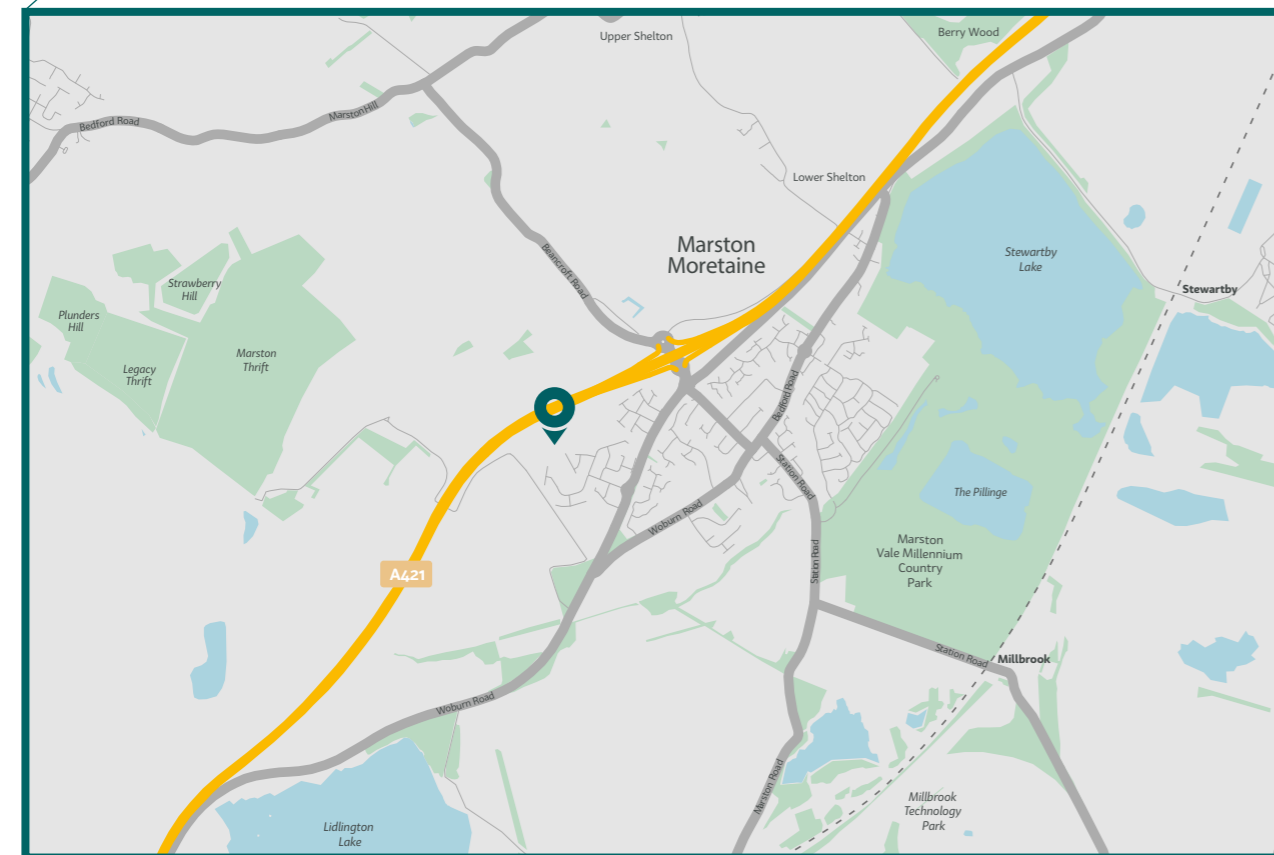 Upper Shelton
Berry Wood
Marston Hill
Bedford Road
Lower Shelton
Marston
Moretaine
Beancroft Road
Stewartby
Lake
Strawberry
Hill
Stewartby
Plunders
Hill
Marston
Thrift
Legacy
Thrift
Bedford Road
Station Road
The Pillinge
Woburn Road
Marston
Vale Millennium
Country
Park
Station Road
A421
Station Road
Millbrook
Woburn Road
Marston Road
Millbrook
Technology
Park
Lidlington
Lake